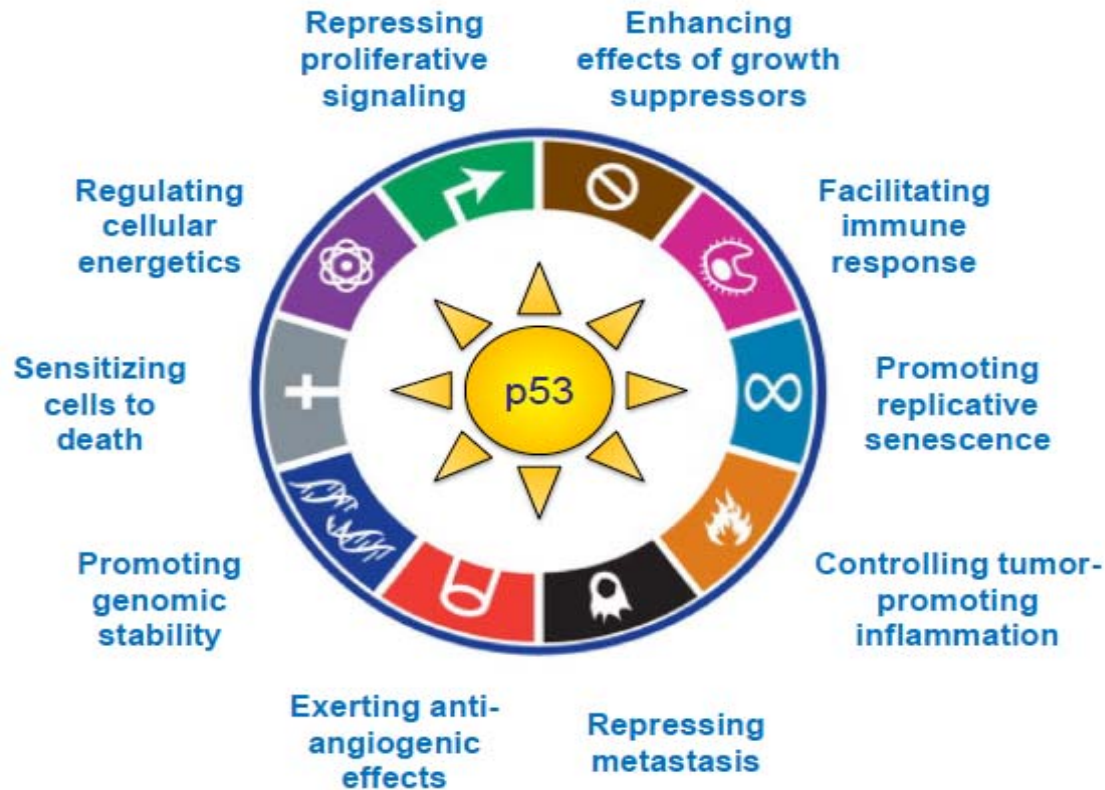 Repressing
proliferative
signaling
Enhancing
effects of growth
suppressors
Regulating
cellular
energetics
Facilitating
immune
response
Sensitizing
cells to
death
p53
Promoting
replicative
senescence
Promoting
genomic
stability
Controlling tumor-
promoting
inflammation
Exerting anti-
angiogenic
effects
Repressing
metastasis